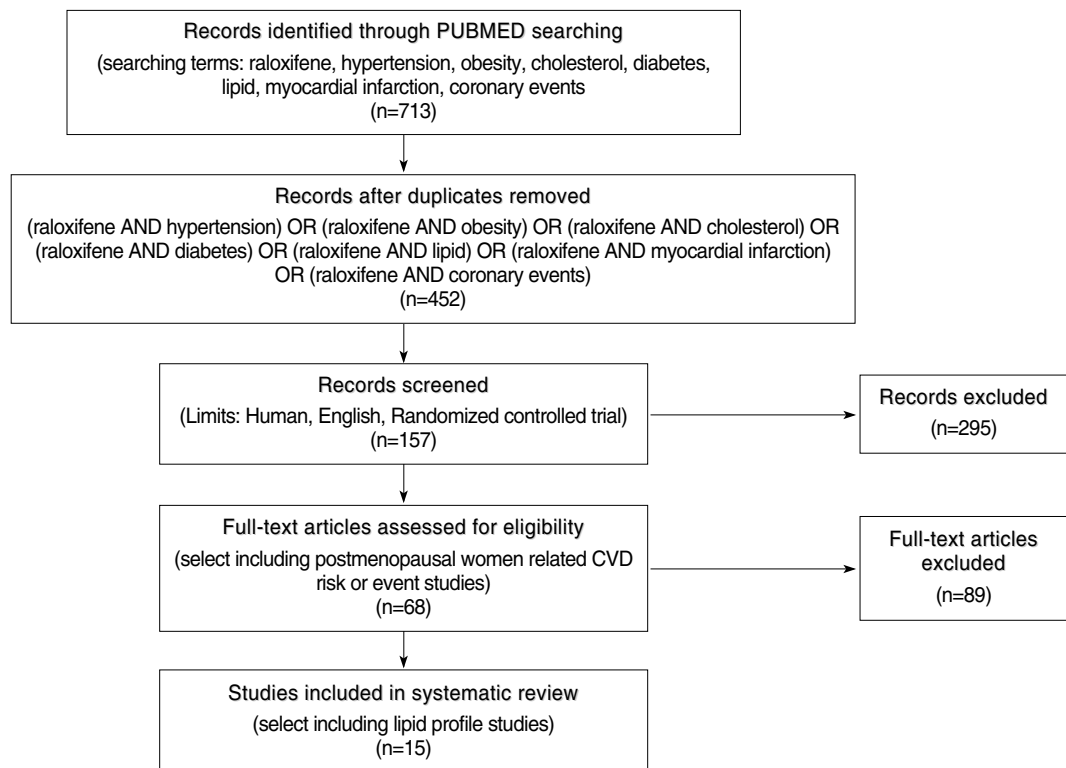 Records identified through PUBMED searching
(searching terms: raloxifene, hypertension, obesity, cholesterol, diabetes,
lipid, myocardial infarction, coronary events
(n=713)
Records after duplicates removed
(raloxifene AND hypertension) OR (raloxifene AND obesity) OR (raloxifene AND cholesterol) OR
(raloxifene AND diabetes) OR (raloxifene AND lipid) OR (raloxifene AND myocardial infarction)
OR (raloxifene AND coronary events)
(n=452)
Records screened
(Limits: Human, English, Randomized controlled trial)
(n=157)
Records excluded
(n=295)
Full-text articles assessed for eligibility
(select including postmenopausal women related CVD
risk or event studies)
(n=68)
Full-text articles
excluded
(n=89)
Studies included in systematic review
(select including lipid profile studies)
(n=15)